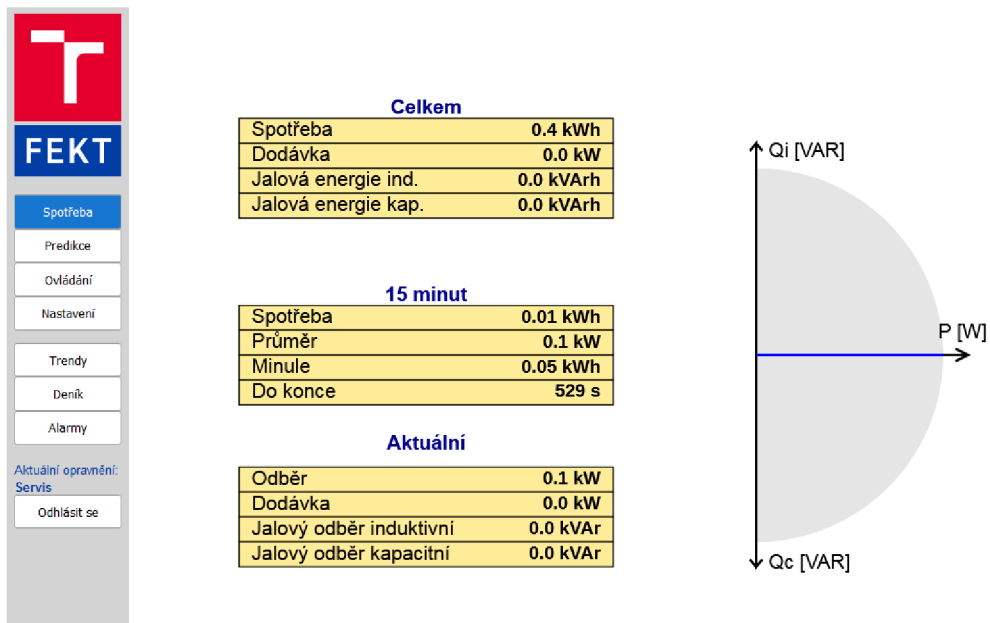 FEKT
Spotřeba
Predikce
Ovládání
Nastavení
Trendy
Deník
Alarmy
Aktuální opravnění:
Servis
Odhlásit se
Celkem
Spotřeba 0.4 kWh
Dodávka 0.0 kW
Jalová energie ind. 0.0 kVArh
Jalová energie kap. 0.0 kVArh
15 minut
Spotřeba 0.01 kWh
Průměr 0.1 kW
Minule 0.05 kWh
Do konce 529 s
Aktuální
Odběr 0.1 kW
Dodávka 0.0 kW
Jalový odběr induktivní 0.0 kVAr
Jalový odběr kapacitní 0.0 kVAr
Qi [VAR]
P [W]
Qc [VAR]